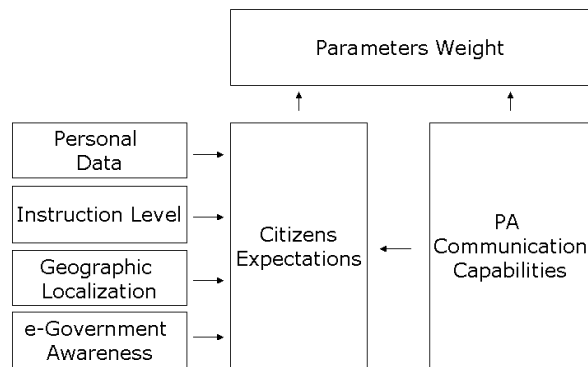 Parameters Weight
Personal
Data
Instruction Level
Geographic
Localization
e-Government
Awareness
Citizens
Expectations
PA
Communication
Capabilities